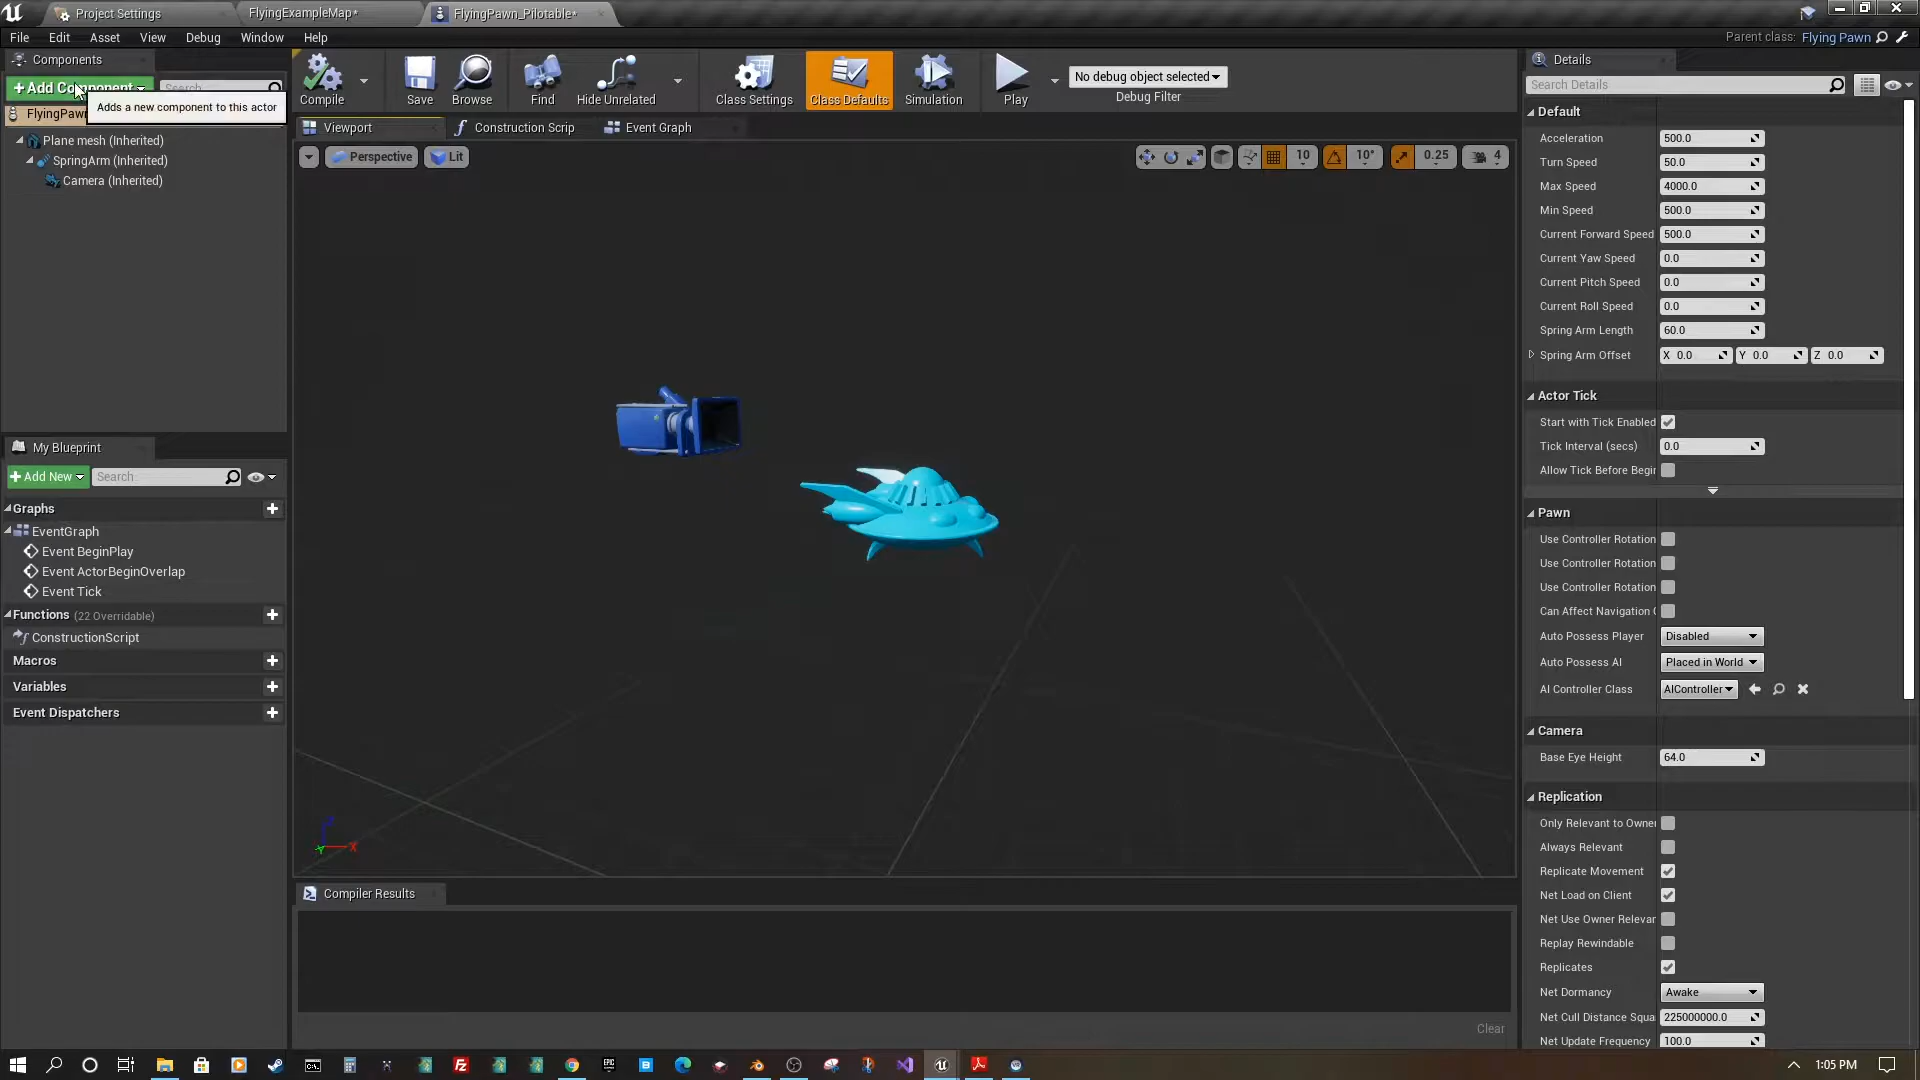 Project Settings
FlyingExampleMap*
FlyingPawn_Pilotable*
File Edit Asset View Debug Window Help
Parent class: Flying Pawn
Components
+ Add Component
Search
Adds a new component to this actor
FlyingPawn
Plane mesh (Inherited)
SpringArm (Inherited)
Camera (Inherited)
My Blueprint
+ Add New
Search
Graphs
EventGraph
Event BeginPlay
Event ActorBeginOverlap
Event Tick
Functions (22 Overridable)
ConstructionScript
Macros
Variables
Event Dispatchers
Compile
Save
Browse
Find
Hide Unrelated
Class Settings
Class Defaults
Simulation
Play
No debug object selected
Debug Filter
Viewport
Construction Scrip
Event Graph
Perspective
Lit
10
10°
0.25
4
Z
Y
X
Compiler Results
Clear
Details
Search Details
Default
Acceleration 500.0
Turn Speed 50.0
Max Speed 4000.0
Min Speed 500.0
Current Forward Speed 500.0
Current Yaw Speed 0.0
Current Pitch Speed 0.0
Current Roll Speed 0.0
Spring Arm Length 60.0
Spring Arm Offset X 0.0 Y 0.0 Z 0.0
Actor Tick
Start with Tick Enabled
Tick Interval (secs) 0.0
Allow Tick Before Begin
Pawn
Use Controller Rotation
Use Controller Rotation
Use Controller Rotation
Can Affect Navigation
Auto Possess Player Disabled
Auto Possess AI Placed in World
AI Controller Class AIController
Camera
Base Eye Height 64.0
Replication
Only Relevant to Owner
Always Relevant
Replicate Movement
Net Load on Client
Net Use Owner Relevan
Replay Rewindable
Replicates
Net Dormancy Awake
Net Cull Distance Squa 225000000.0
Net Update Frequency 100.0
1:05 PM